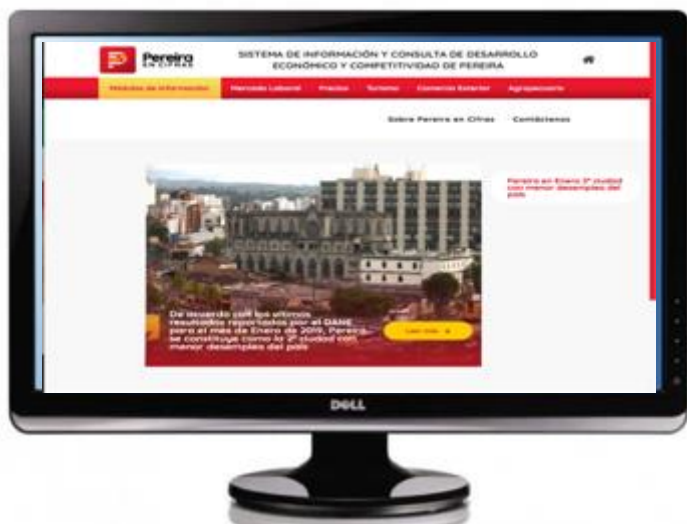 Pereira
EN CIFRAS
SISTEMA DE INFORMACIÓN Y CONSULTA DE DESARROLLO
ECONÓMICO Y COMPETITIVIDAD DE PEREIRA
Módulos de Información
Mercado Laboral
Precios
Turismo
Comercio Exterior
Agropecuario
Sobre Pereira en Cifras
Contáctenos
Pereira en Enero 2ª ciudad
con menor desempleo del
país
De acuerdo con los ultimos
resultados reportados por el DANE
para el mes de Enero de 2019, Pereira
se constituye como la 2ª ciudad con
menor desempleo del país
Leer más
DELL